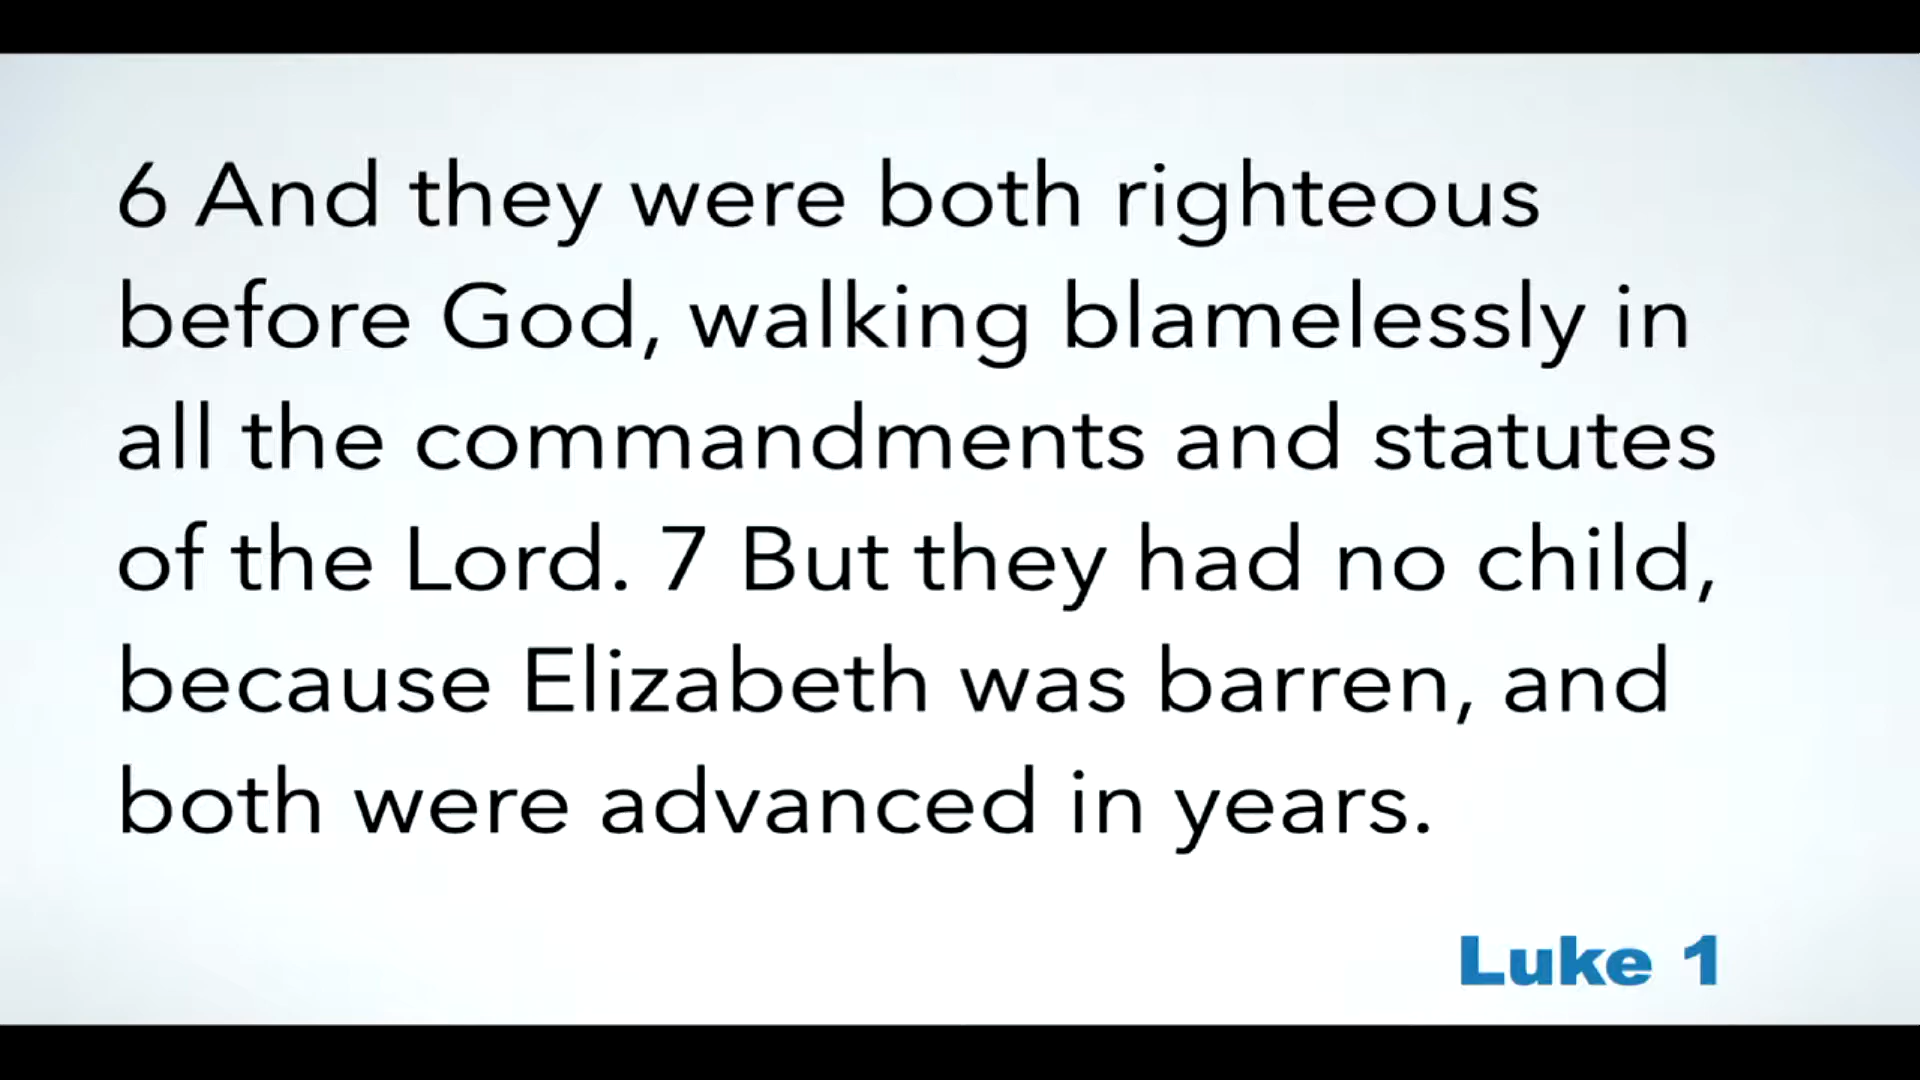 6 And they were both righteous
before God, walking blamelessly in
all the commandments and statutes
of the Lord. 7 But they had no child,
because Elizabeth was barren, and
both were advanced in years.
Luke 1